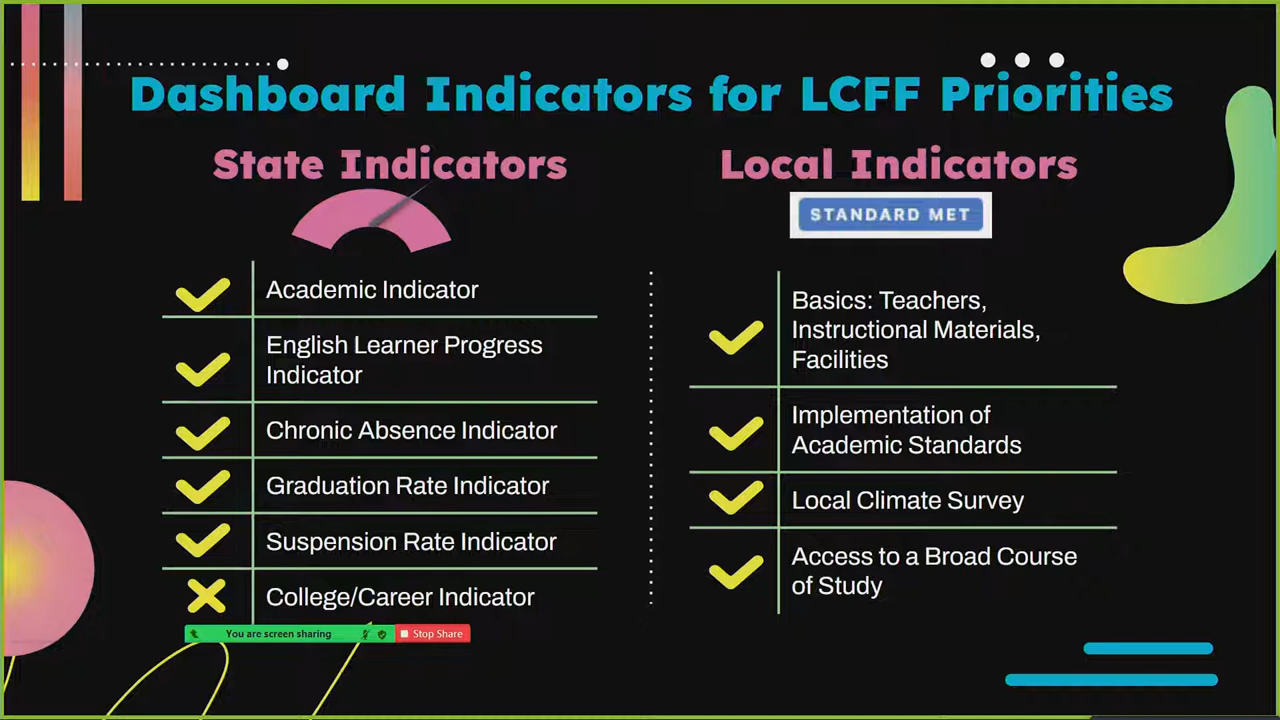 Dashboard Indicators for LCFF Priorities
State Indicators
Academic Indicator
English Learner Progress
Indicator
Chronic Absence Indicator
Graduation Rate Indicator
Suspension Rate Indicator
College/Career Indicator
You are screen sharing
Stop Share
Local Indicators
STANDARD MET
Basics: Teachers,
Instructional Materials,
Facilities
Implementation of
Academic Standards
Local Climate Survey
Access to a Broad Course
of Study